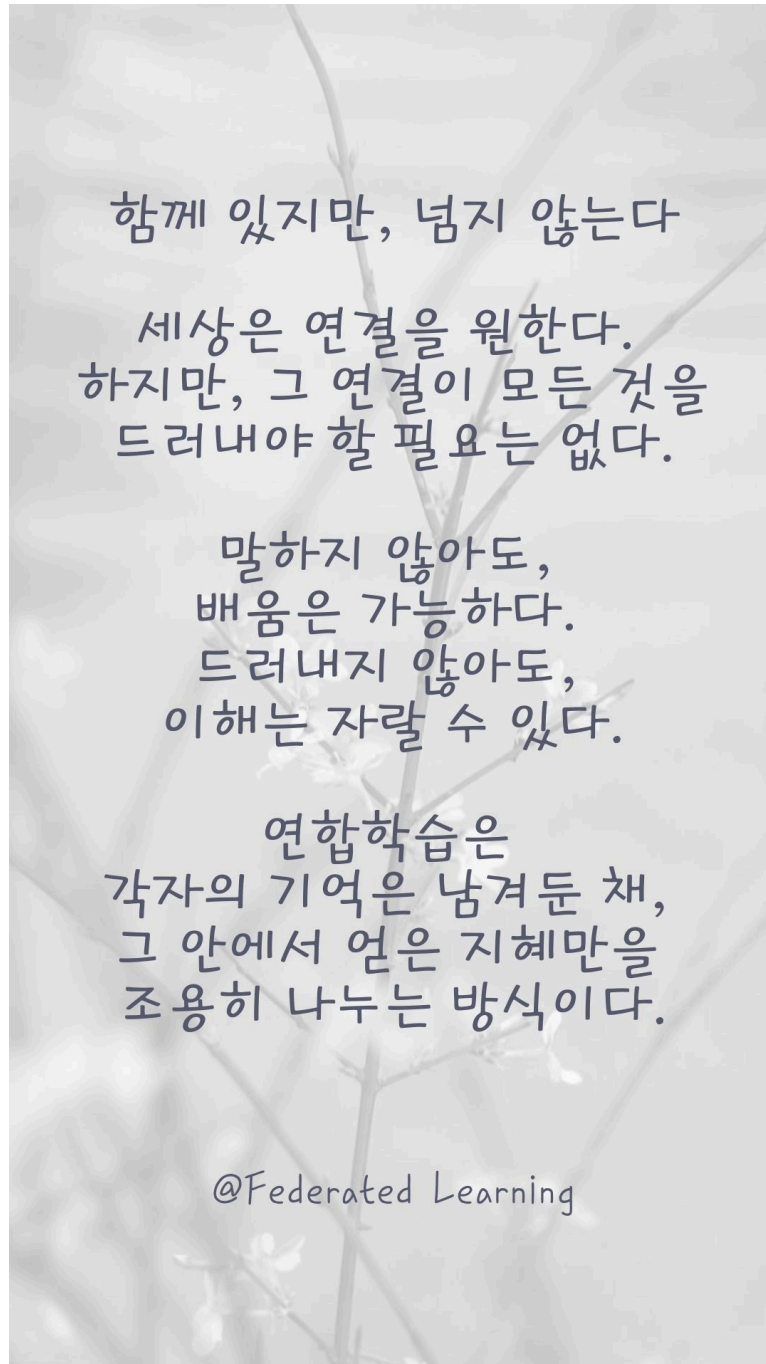 함께 있지만, 넘지 않는다
세상은 연결을 원한다.
하지만, 그 연결이 모든 것을
드러내야 할 필요는 없다.
말하지 않아도,
배움은 가능하다.
드러내지 않아도,
이해는 자랄 수 있다.
연합학습은
각자의 기억은 남겨둔 채,
그 안에서 얻은 지혜만을
조용히 나누는 방식이다.
@Federated Learning